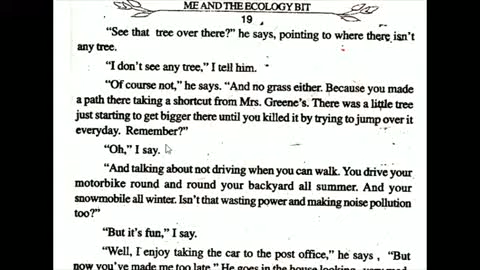 ME AND THE ECOLOGY BIT
19
"See that tree over there?" he says, pointing to where there isn't
any tree.
"I don't see any tree," I tell him.
"Of course not," he says. "And no grass either. Because you made
a path there taking a shortcut from Mrs. Greene's. There was a little tree
just starting to get bigger there until you killed it by trying to jump over it
everyday. Remember?"
"Oh," I say.
"And talking about not driving when you can walk. You drive your
motorbike round and round your backyard all summer. And your
snowmobile all winter. Isn't that wasting power and making noise pollution
too?"
"But it's fun," I say.
"Well, I enjoy taking the car to the post office," he says , "But
now you've made me too late." He goes in the house looking very mad